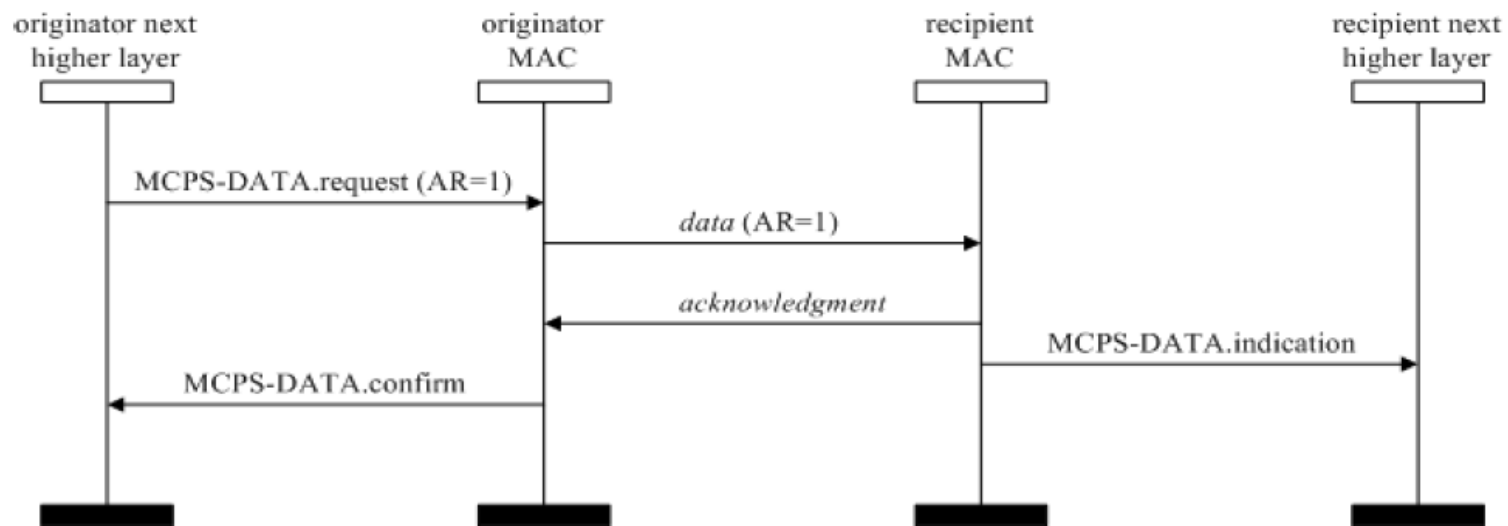 originator next
higher layer
originator
MAC
recipient
MAC
recipient next
higher layer
MCPS-DATA.request (AR=1)
data (AR=1)
acknowledgment
MCPS-DATA.indication
MCPS-DATA.confirm